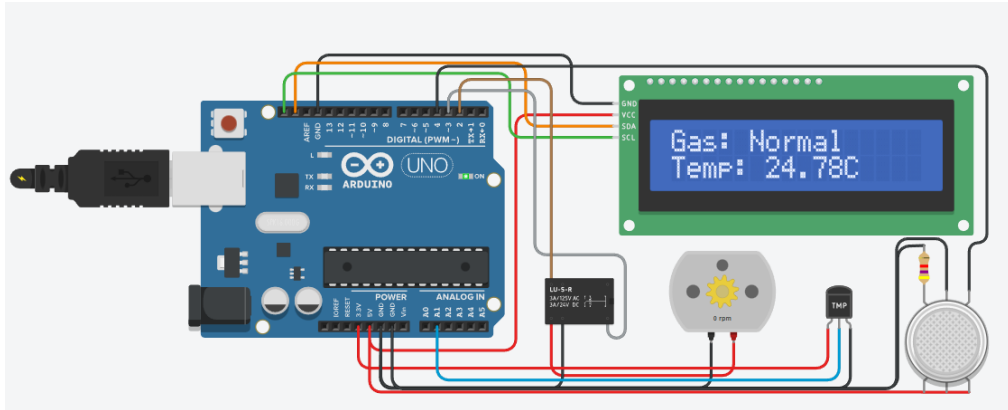 AREF
GND
13
12
~11
~10
~9
8
7
~6
~5
4
~3
2
TX→1
RX←0
DIGITAL (PWM~)
L
TX
RX
ARDUINO
UNO
ON
POWER
ANALOG IN
IOREF
RESET
3.3V
5V
GND
GND
Vin
A0
A1
A2
A3
A4
A5
GND
VCC
SDA
SCL
Gas: Normal
Temp: 24.78C
LU-5-R
3A/125V AC
3A/24V DC
0 rpm
TMP